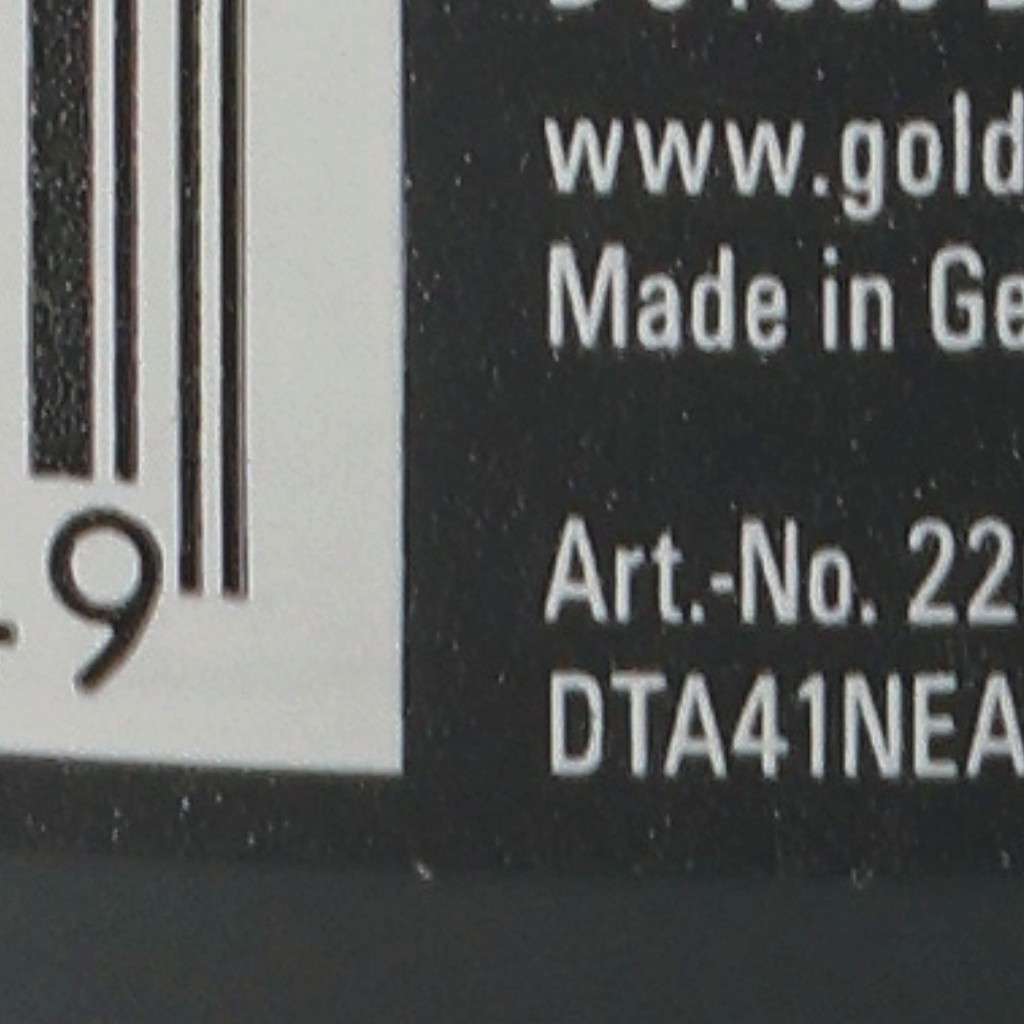 9
www.gold
Made in Ge
Art.-No. 22
DTA41NEA